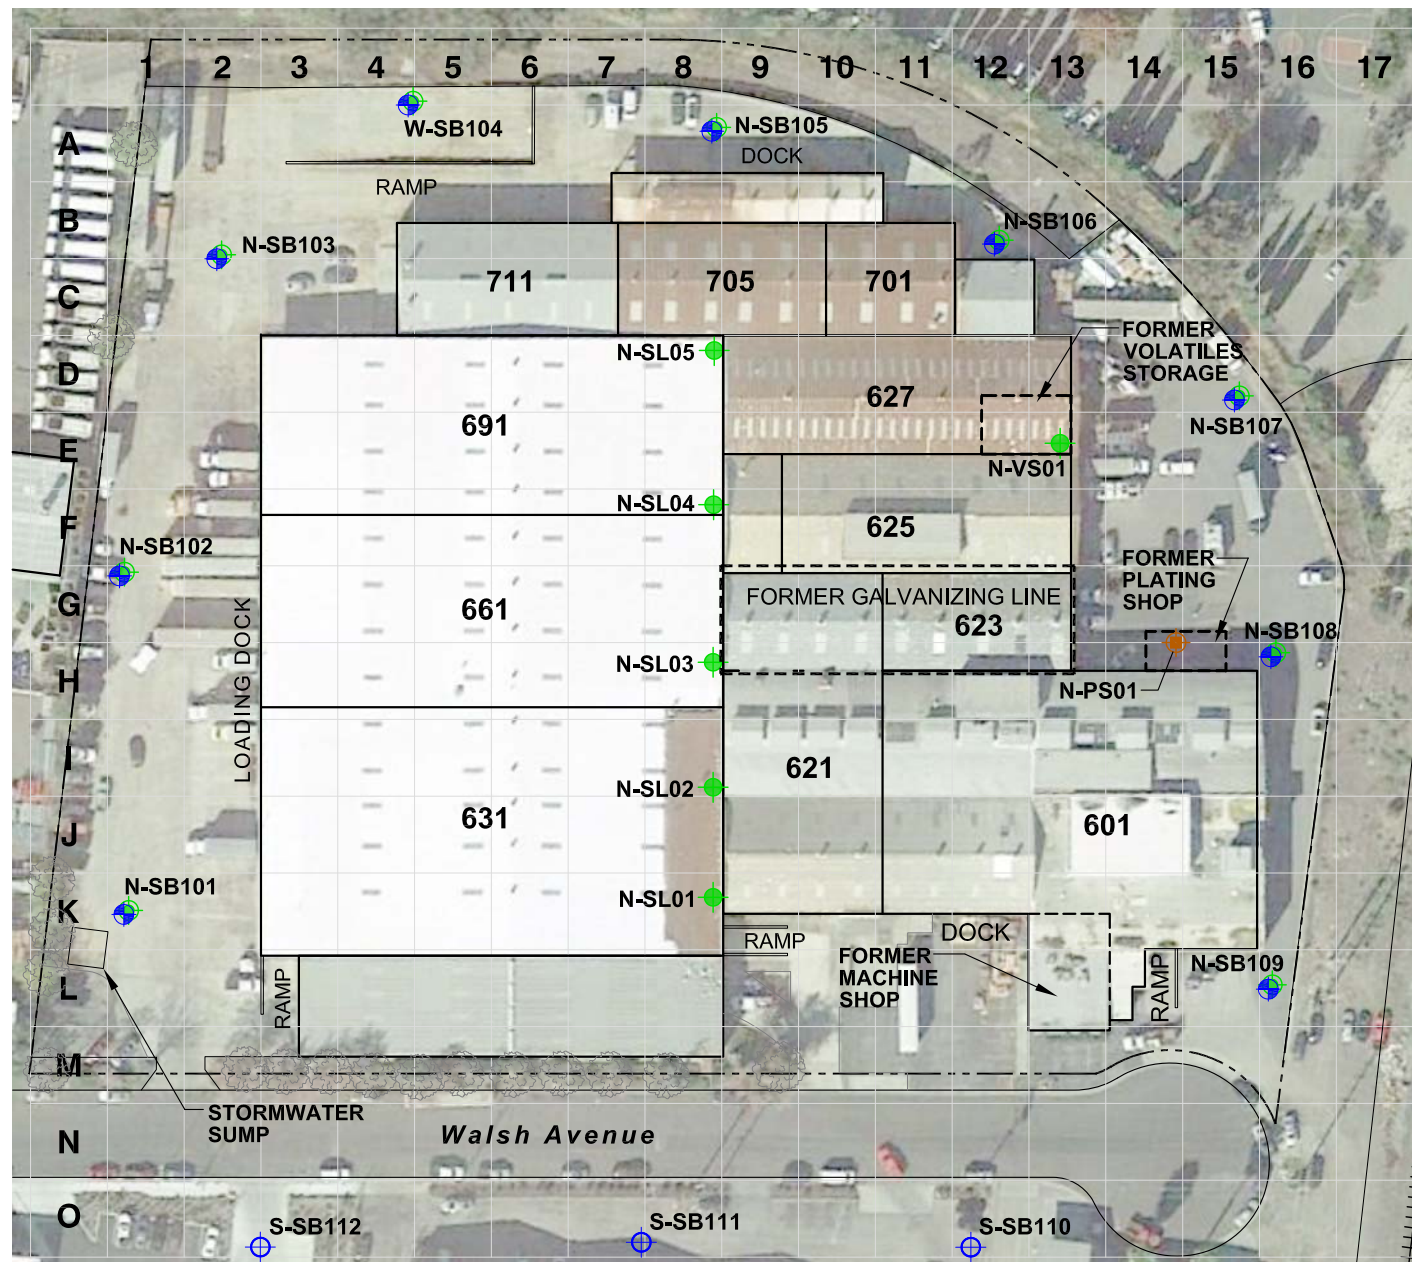 1 2 3 4 5 6 7 8 9 10 11 12 13 14 15 16 17
A
B
C
D
E
F
G
H
I
J
K
L
M
N
O
W-SB104
N-SB105
DOCK
RAMP
N-SB106
N-SB103
711
705
701
FORMER
VOLATILES
STORAGE
N-SL05
627
N-SB107
691
N-VS01
N-SL04
625
N-SB102
FORMER
PLATING
SHOP
FORMER GALVANIZING LINE
661
623
N-SB108
N-SL03
N-PS01
LOADING DOCK
621
N-SL02
631
601
N-SB101
N-SL01
RAMP
DOCK
FORMER
MACHINE
SHOP
N-SB109
RAMP
RAMP
STORMWATER
SUMP
Walsh Avenue
S-SB112
S-SB111
S-SB110